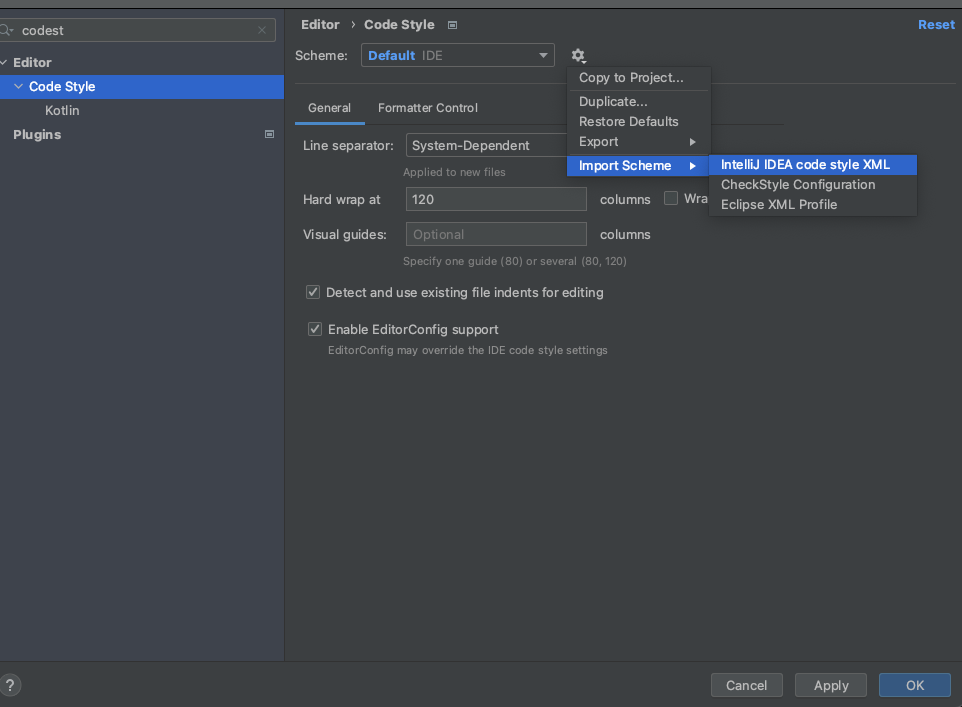 codest
Editor
Code Style
Kotlin
Plugins
Editor › Code Style
Reset
Scheme:
Default IDE
Copy to Project...
Duplicate...
Restore Defaults
Export
Import Scheme
IntelliJ IDEA code style XML
CheckStyle Configuration
Eclipse XML Profile
General
Formatter Control
Line separator:
System-Dependent
Applied to new files
Hard wrap at
120
columns
Wra
Visual guides:
Optional
columns
Specify one guide (80) or several (80, 120)
Detect and use existing file indents for editing
Enable EditorConfig support
EditorConfig may override the IDE code style settings
?
Cancel
Apply
OK